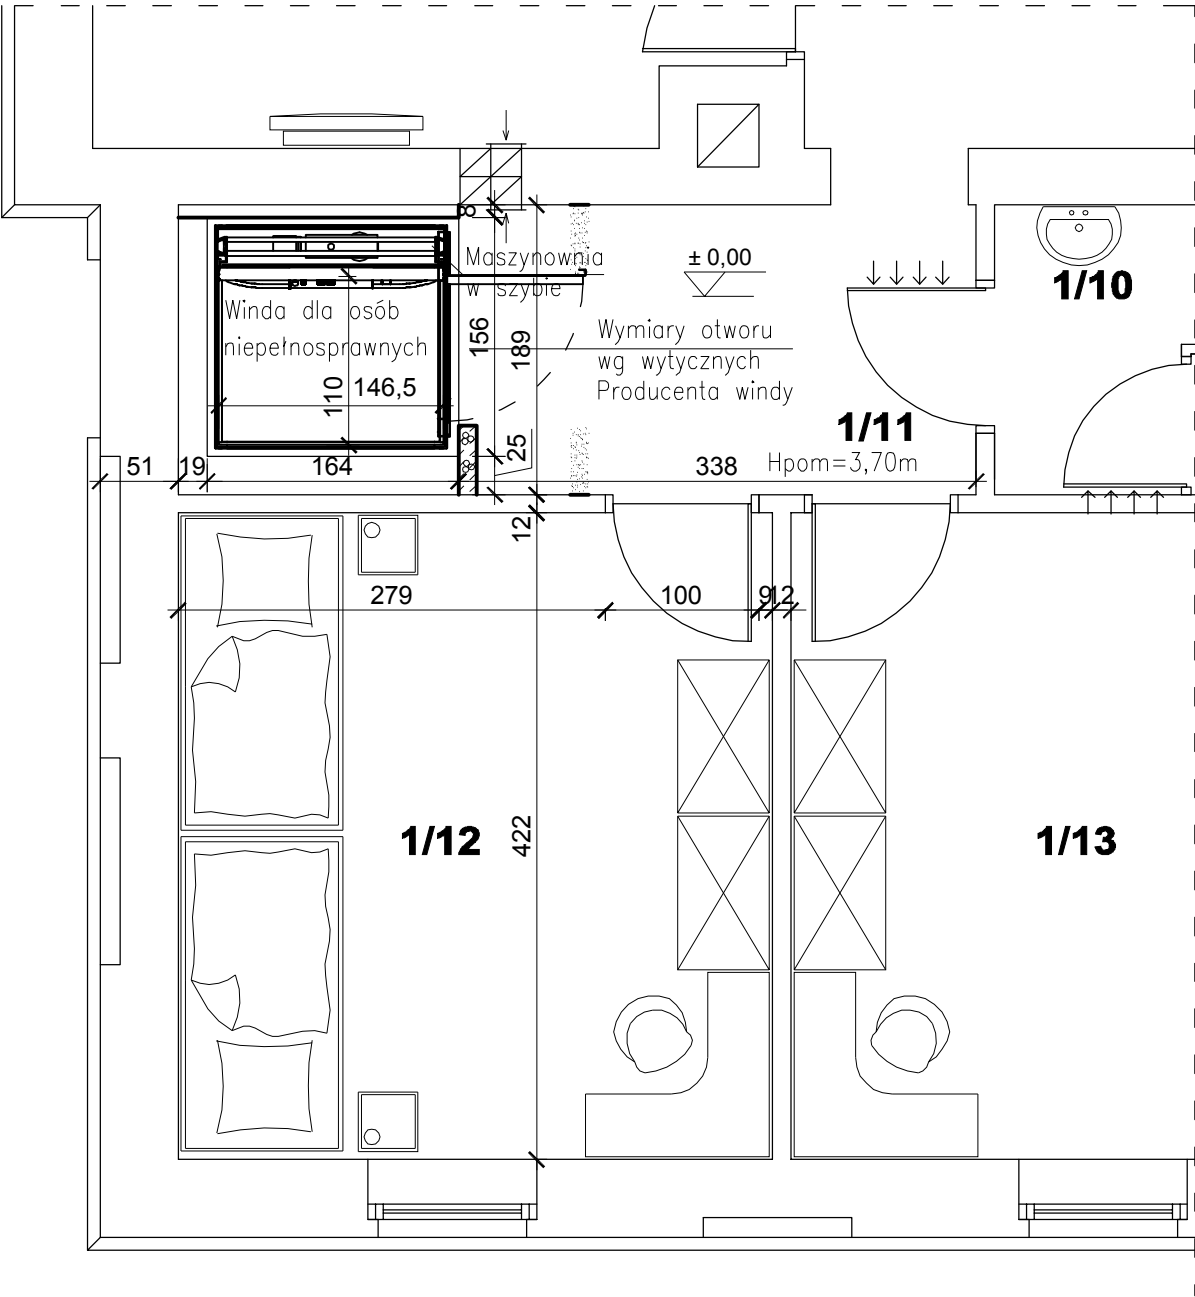 8
Maszynownia
w szybie
± 0,00
1/10
Winda dla osób
niepełnosprawnych
156
189
Wymiary otworu
wg wytycznych
Producenta windy
110
146,5
1/11
25
51
19
164
338
Hpom=3,70m
12
279
100
9
12
1/12
422
1/13